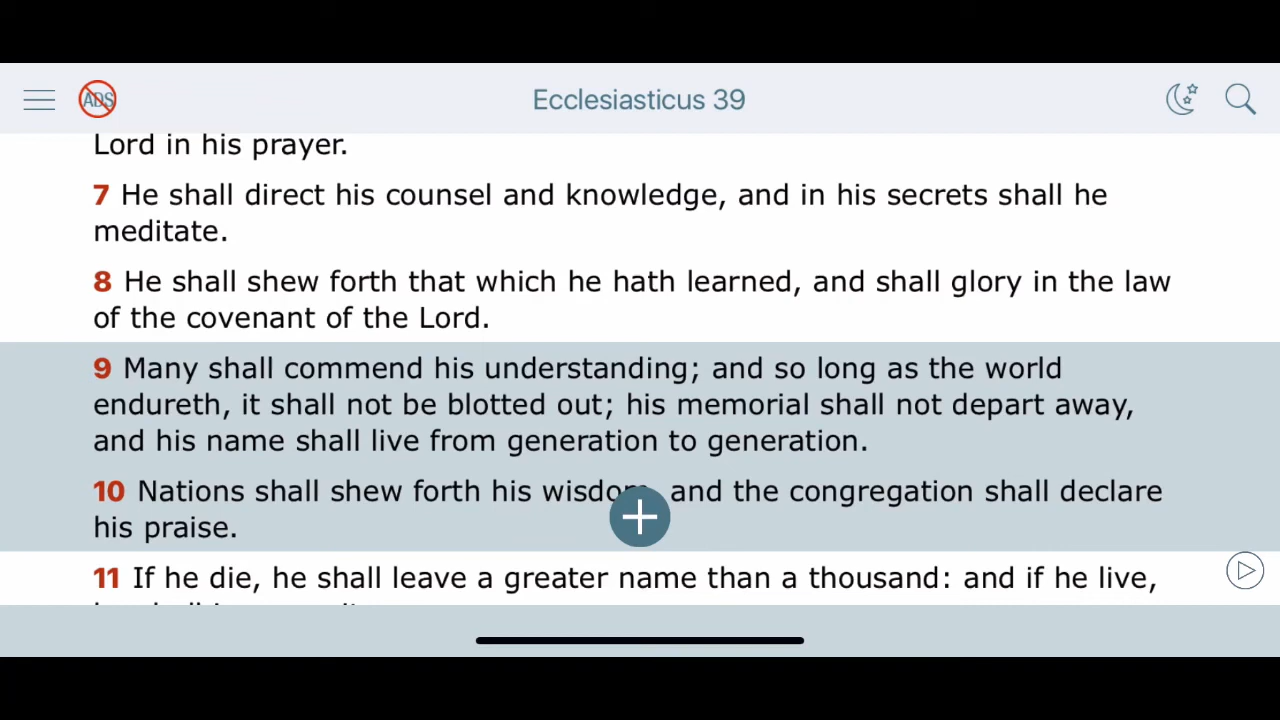 ADS
Ecclesiasticus 39
Lord in his prayer.
7 He shall direct his counsel and knowledge, and in his secrets shall he
meditate.
8 He shall shew forth that which he hath learned, and shall glory in the law
of the covenant of the Lord.
9 Many shall commend his understanding; and so long as the world
endureth, it shall not be blotted out; his memorial shall not depart away,
and his name shall live from generation to generation.
10 Nations shall shew forth his wisdom, and the congregation shall declare
his praise.
11 If he die, he shall leave a greater name than a thousand: and if he live,